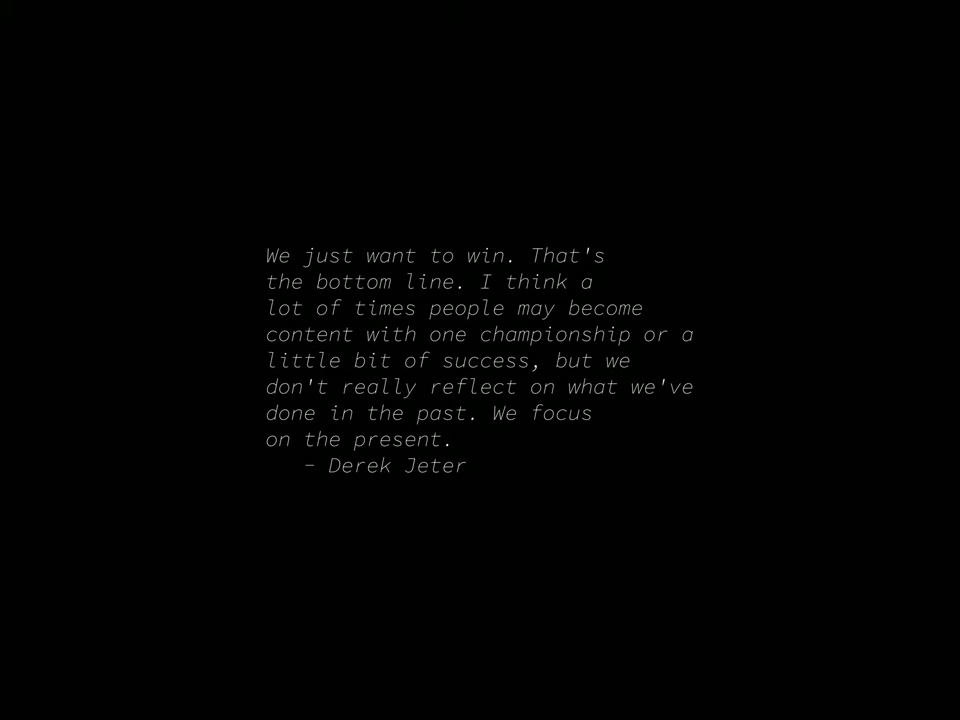 We just want to win. That's
the bottom line. I think a
lot of times people may become
content with one championship or a
little bit of success, but we
don't really reflect on what we've
done in the past. We focus
on the present.
– Derek Jeter